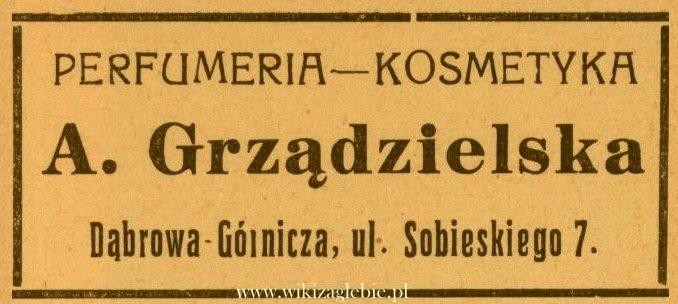 PERFUMERIA—KOSMETYKA
A. Grządzielska
Dąbrowa-Górnicza, ul. Sobieskiego 7.
www.wikizaglebie.pl